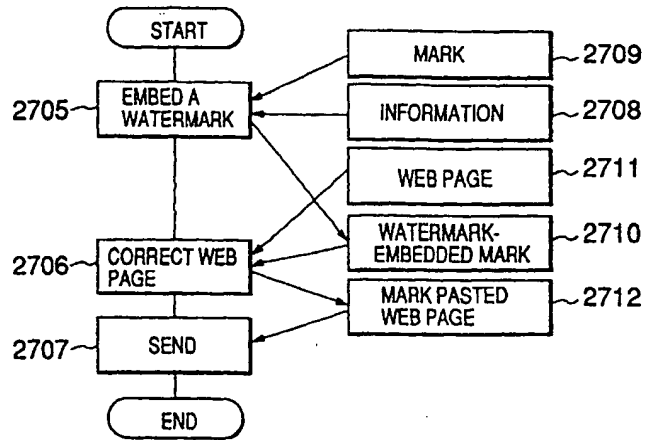 START
MARK
2709
2705
EMBED A
WATERMARK
INFORMATION
2708
WEB PAGE
2711
2706
CORRECT WEB
PAGE
WATERMARK-
EMBEDDED MARK
2710
MARK PASTED
WEB PAGE
2712
2707
SEND
END